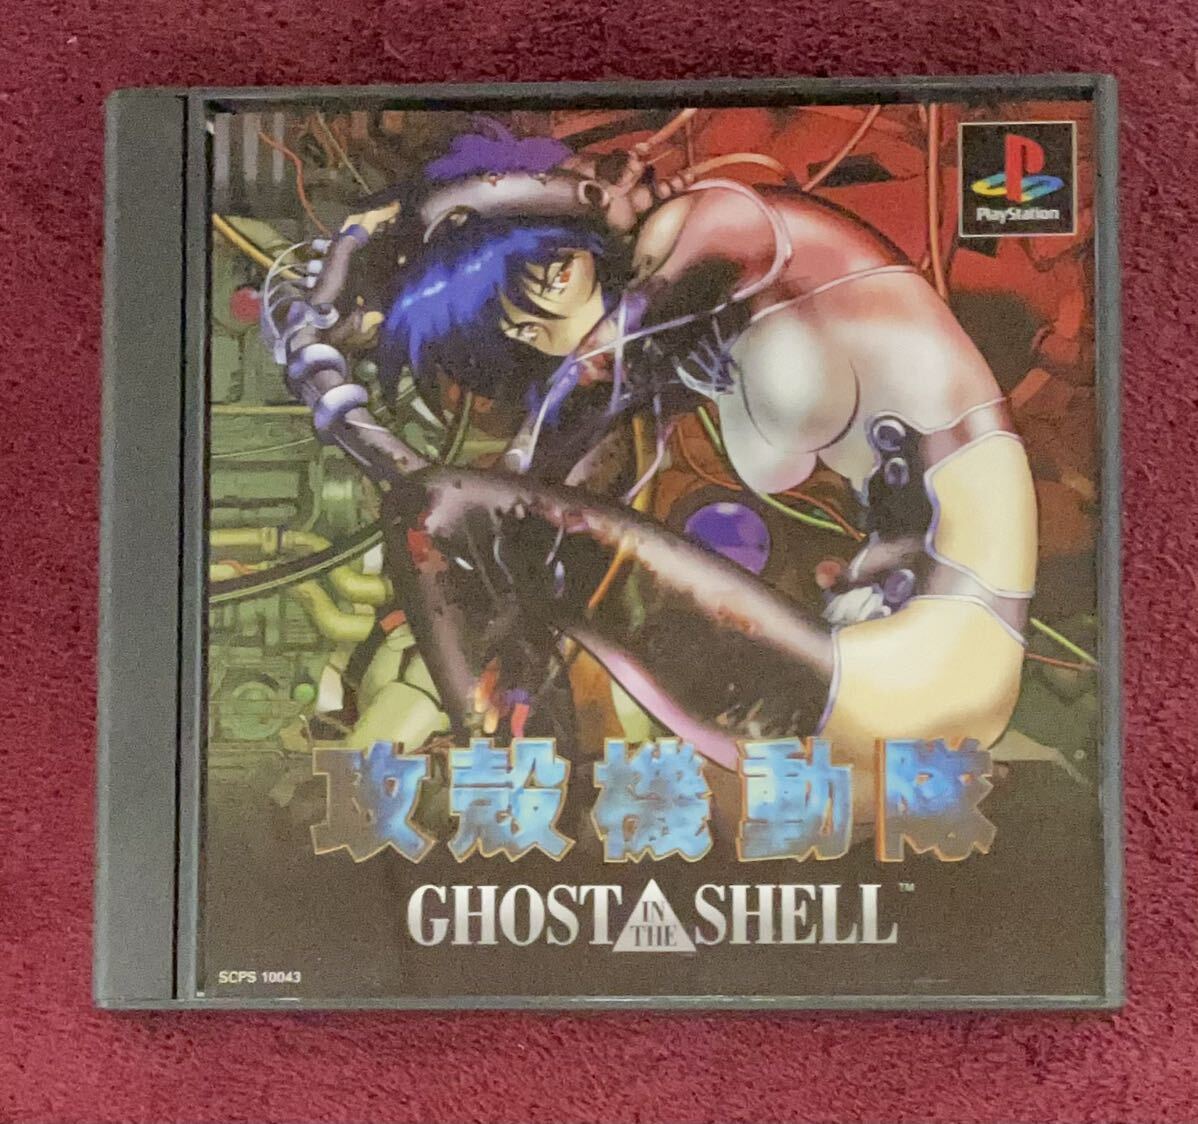 PlayStation
攻殻機動隊
GHOST IN THE SHELL™
SCPS 10043